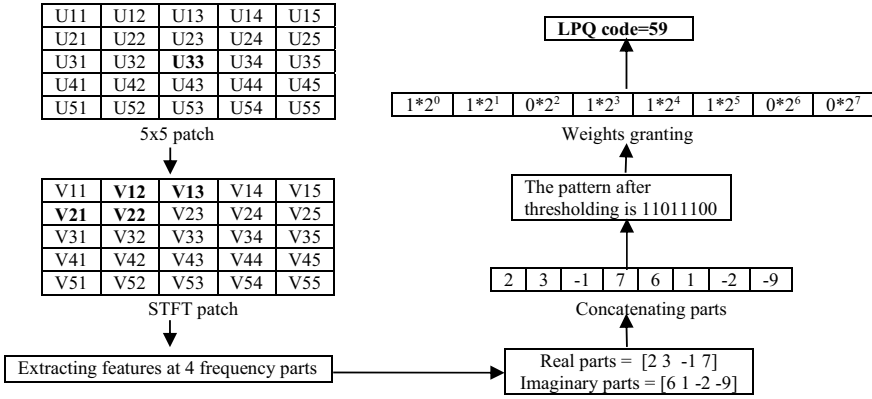 U11 U12 U13 U14 U15
U21 U22 U23 U24 U25
U31 U32 U33 U34 U35
U41 U42 U43 U44 U45
U51 U52 U53 U54 U55
5x5 patch
V11 V12 V13 V14 V15
V21 V22 V23 V24 V25
V31 V32 V33 V34 V35
V41 V42 V43 V44 V45
V51 V52 V53 V54 V55
STFT patch
Extracting features at 4 frequency parts
Real parts = [2 3 -1 7]
Imaginary parts = [6 1 -2 -9]
2 3 -1 7 6 1 -2 -9
Concatenating parts
The pattern after
thresholding is 11011100
1*2⁰ 1*2¹ 0*2² 1*2³ 1*2⁴ 1*2⁵ 0*2⁶ 0*2⁷
Weights granting
LPQ code=59